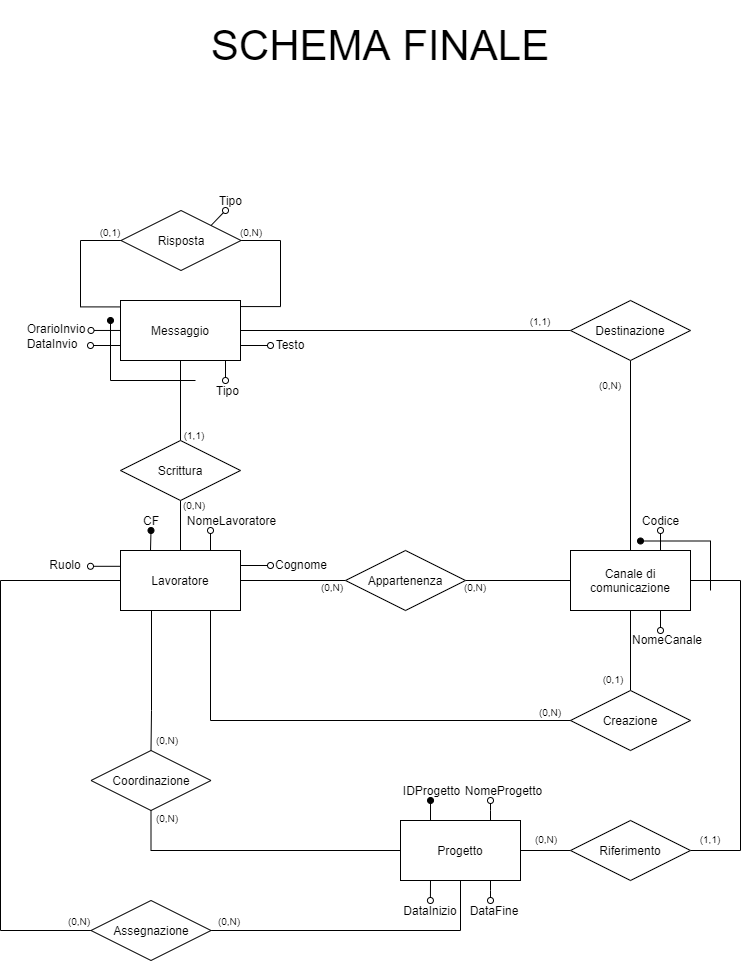 SCHEMA FINALE
Tipo
(0,1)
Risposta
(0,N)
OrarioInvio
DataInvio
Messaggio
Testo
Tipo
(1,1)
Destinazione
(0,N)
(1,1)
Scrittura
(0,N)
CF
NomeLavoratore
Ruolo
Lavoratore
Cognome
(0,N)
Appartenenza
(0,N)
Codice
Canale di
comunicazione
NomeCanale
(0,1)
(0,N)
Creazione
(0,N)
Coordinazione
(0,N)
IDProgetto
NomeProgetto
Progetto
(0,N)
Riferimento
(1,1)
DataInizio
DataFine
(0,N)
Assegnazione
(0,N)